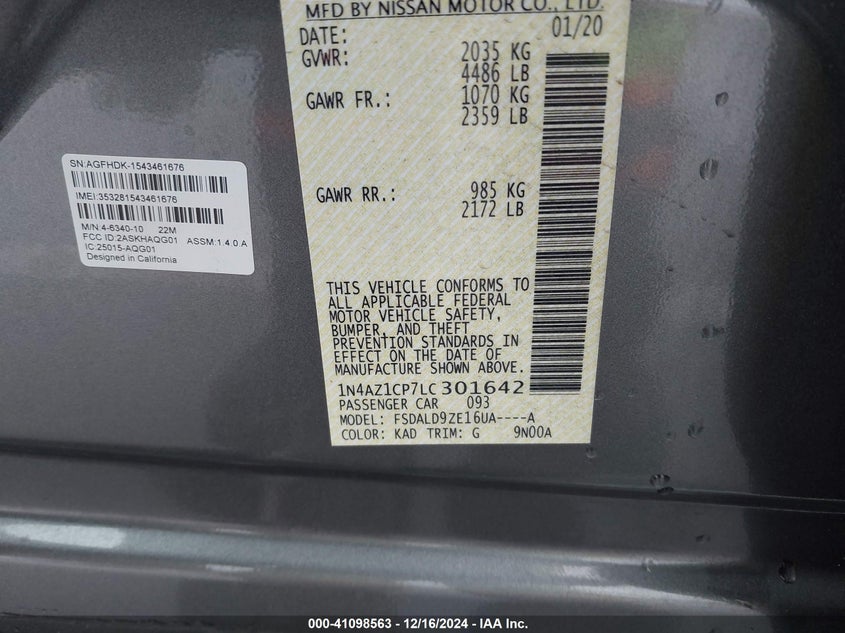 MFD BY NISSAN MOTOR CO., LTD.
DATE: 01/20
GVWR: 2035 KG
4486 LB
GAWR FR.: 1070 KG
2359 LB
GAWR RR.: 985 KG
2172 LB
THIS VEHICLE CONFORMS TO
ALL APPLICABLE FEDERAL
MOTOR VEHICLE SAFETY,
BUMPER, AND THEFT
PREVENTION STANDARDS IN
EFFECT ON THE DATE OF
MANUFACTURE SHOWN ABOVE.
1N4AZ1CP7LC301642
PASSENGER CAR 093
MODEL: FSDALD9ZE16UA----A
COLOR: KAD TRIM: G 9N00A
SN:AGFHDK-1543461676
IMEI:353281543461676
M/N:4-6340-10 22M
FCC ID:2ASKHAQG01 ASSM:1.4.0.A
IC:25015-AQG01
Designed in California
000-41098563 - 12/16/2024 - IAA Inc.